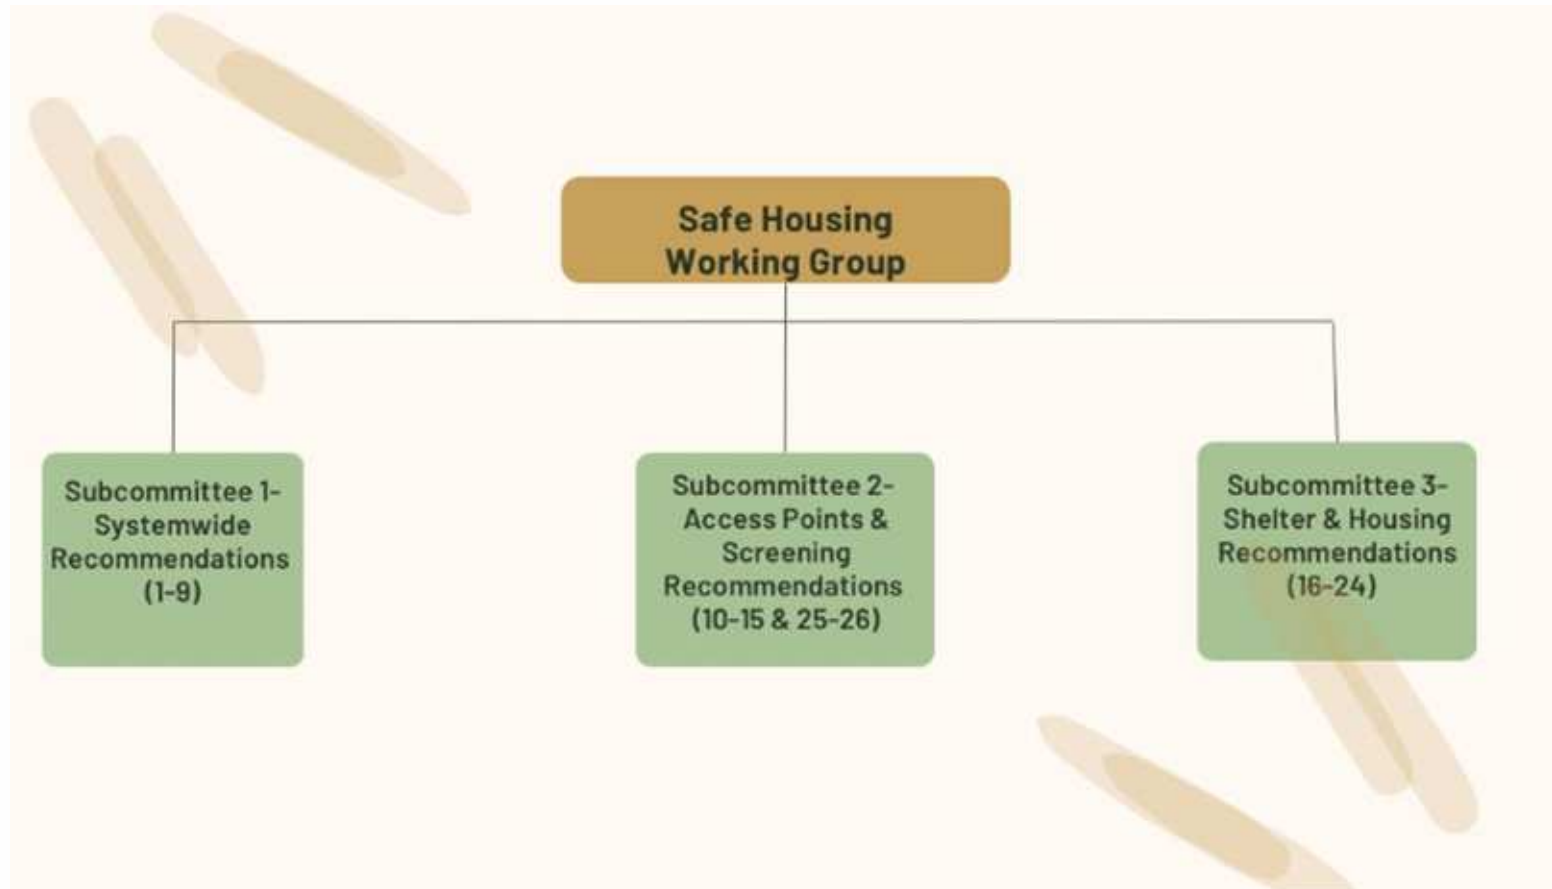 Safe Housing
Working Group
Subcommittee 1-
Systemwide
Recommendations
(1-9)
Subcommittee 2-
Access Points &
Screening
Recommendations
(10-15 & 25-26)
Subcommittee 3-
Shelter & Housing
Recommendations
(16-24)